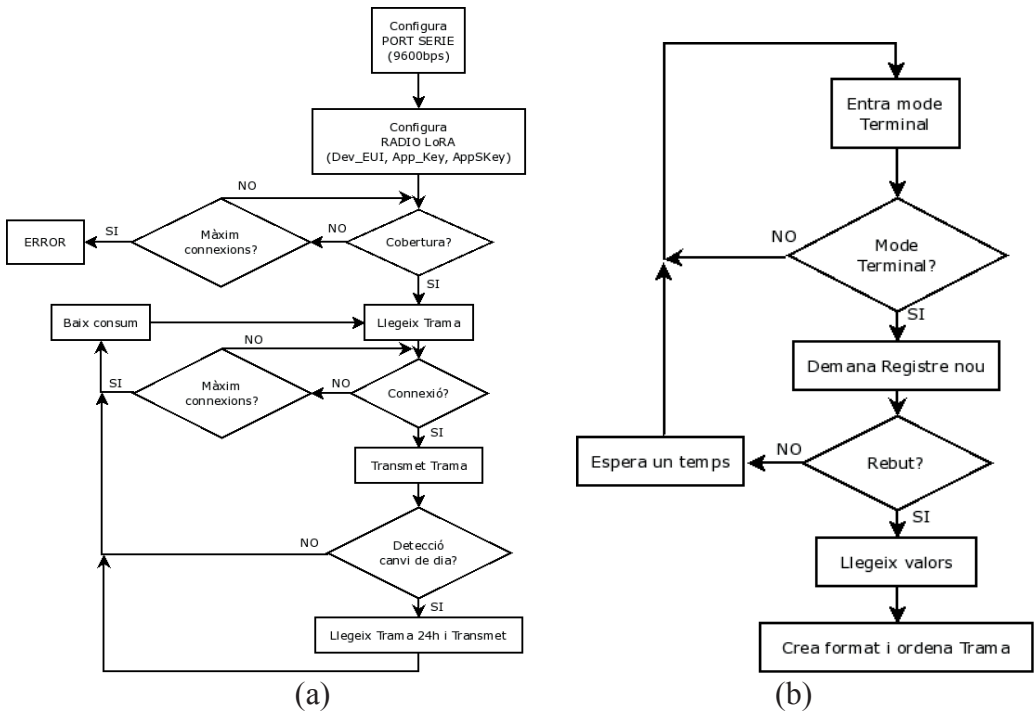 Configura
PORT SERIE
(9600bps)
Configura
RADIO LoRA
(Dev_EUI, App_Key, AppSKey)
NO
ERROR
SI
Màxim
connexions?
NO
Cobertura?
SI
Baix consum
Llegeix Trama
NO
SI
Màxim
connexions?
NO
Connexió?
SI
Transmet Trama
NO
Detecció
canvi de dia?
SI
Llegeix Trama 24h i Transmet
(a)
Entra mode
Terminal
NO
Mode
Terminal?
SI
Demana Registre nou
Espera un temps
NO
Rebut?
SI
Llegeix valors
Crea format i ordena Trama
(b)